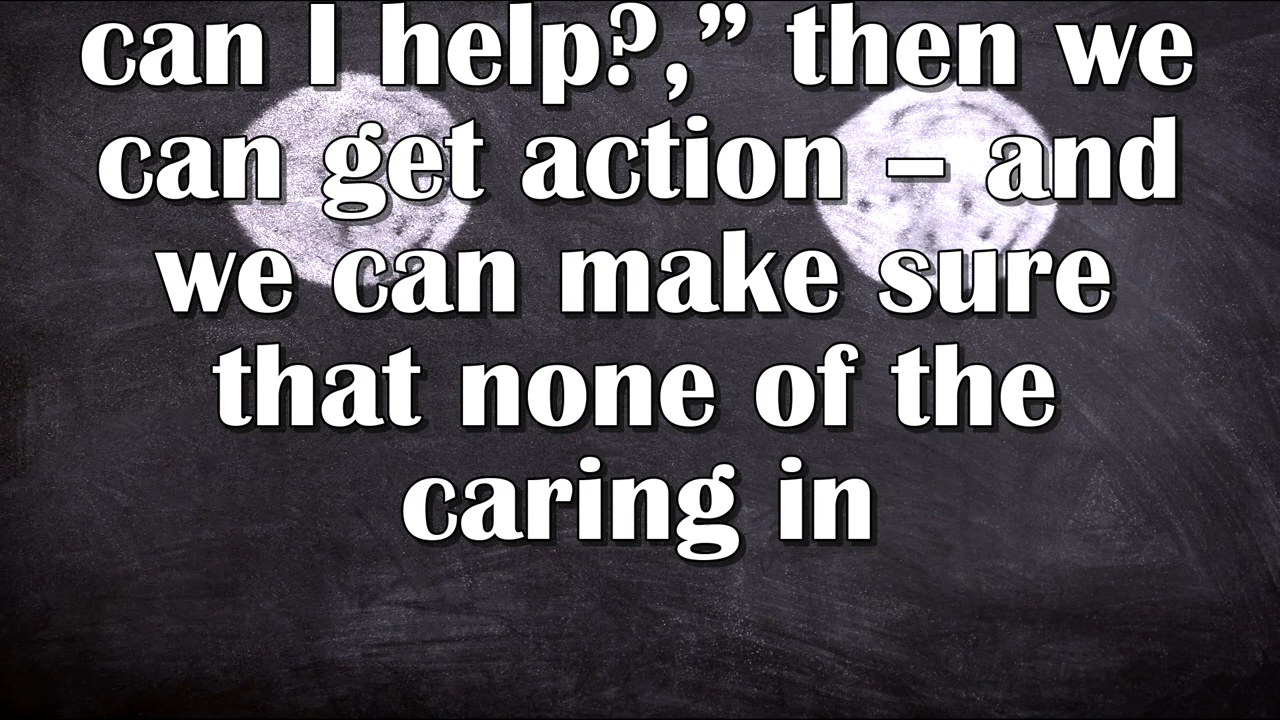 can I help?,” then we
can get action – and
we can make sure
that none of the
caring in